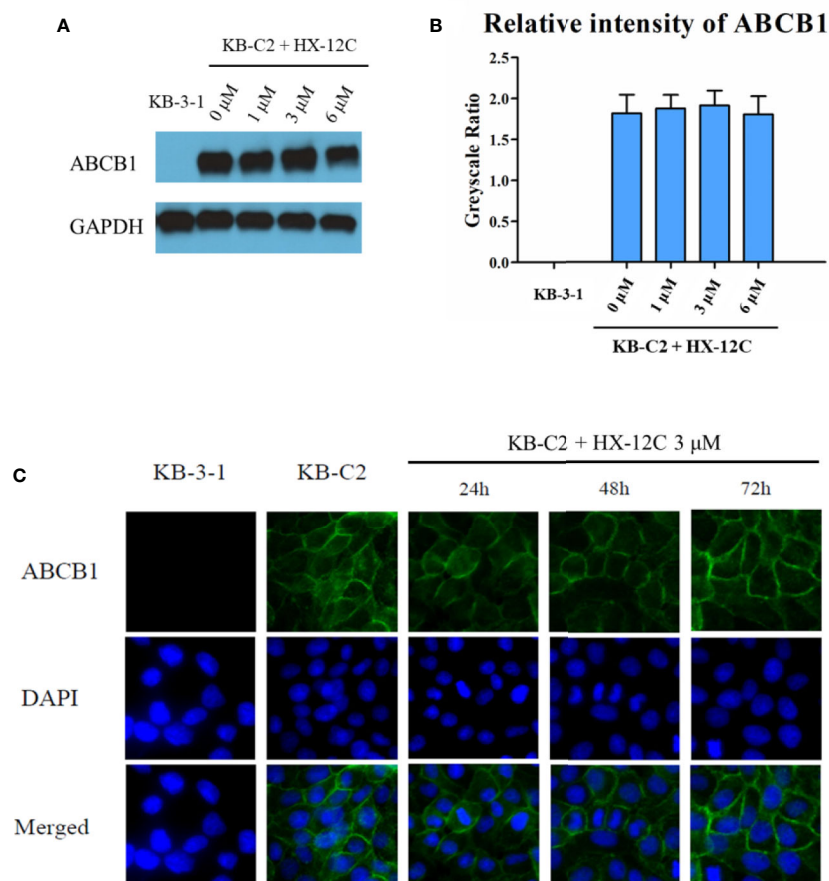 A
KB-C2 + HX-12C
KB-3-1
0 μM
1 μM
3 μM
6 μM
ABCB1
GAPDH
B
Relative intensity of ABCB1
Greyscale Ratio
2.5
2.0
1.5
1.0
0.5
0.0
KB-3-1
0 μM
1 μM
3 μM
6 μM
KB-C2 + HX-12C
C
KB-C2 + HX-12C 3 μM
KB-3-1
KB-C2
24h
48h
72h
ABCB1
DAPI
Merged